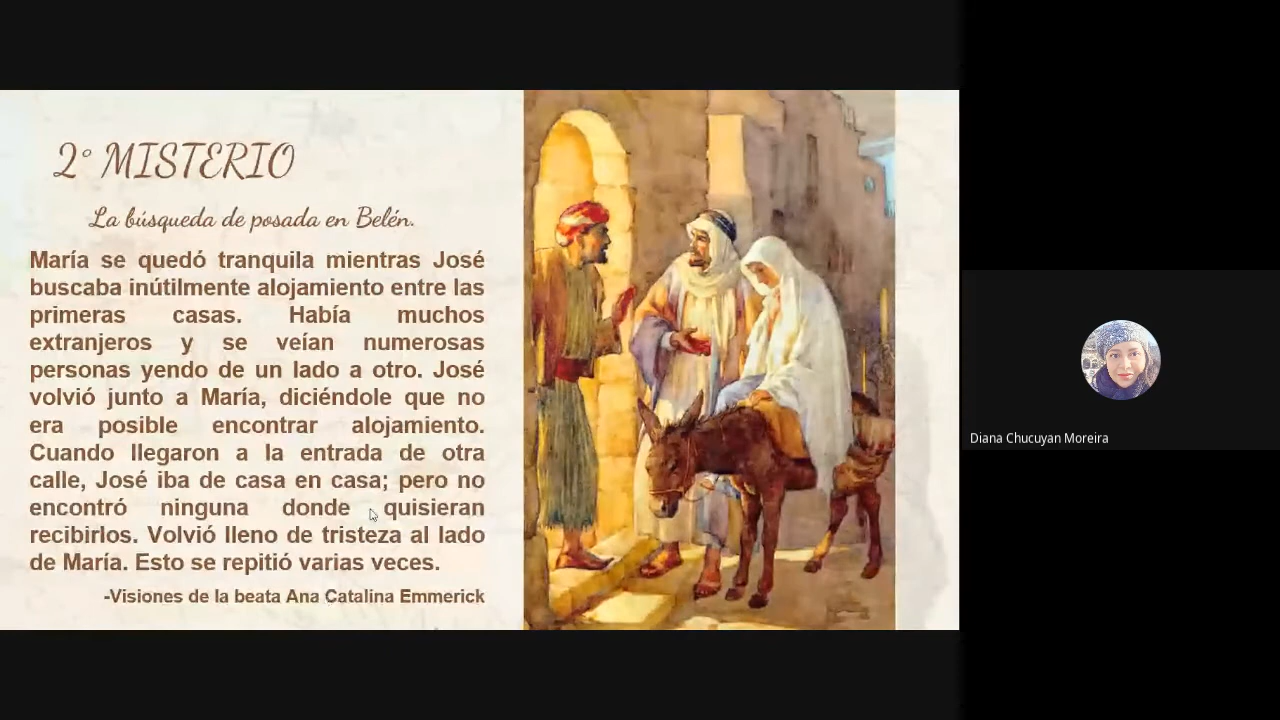 2° MISTERIO
La búsqueda de posada en Belén.
María se quedó tranquila mientras José
buscaba inútilmente alojamiento entre las
primeras casas. Había muchos
extranjeros y se veían numerosas
personas yendo de un lado a otro. José
volvió junto a María, diciéndole que no
era posible encontrar alojamiento.
Cuando llegaron a la entrada de otra
calle, José iba de casa en casa; pero no
encontró ninguna donde quisieran
recibirlos. Volvió lleno de tristeza al lado
de María. Esto se repitió varias veces.
-Visiones de la beata Ana Catalina Emmerick
Diana Chucuyan Moreira